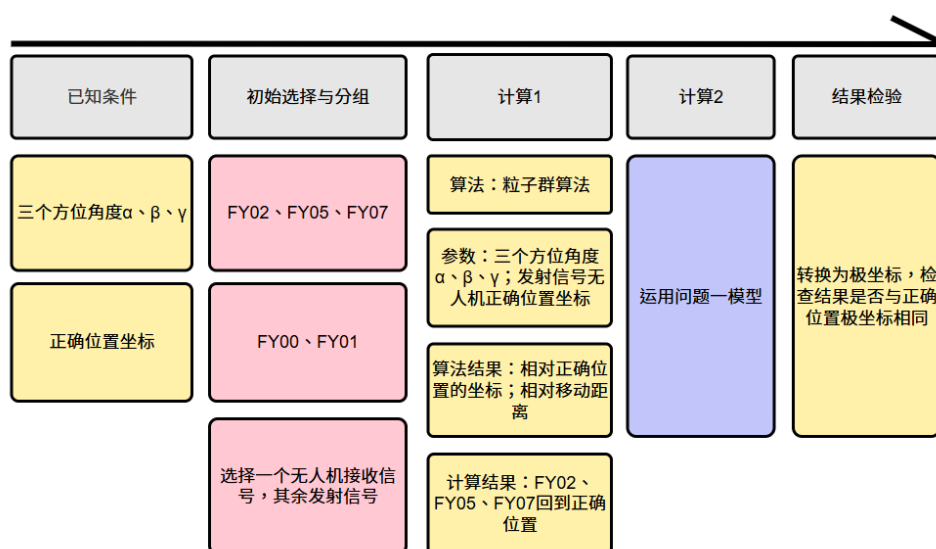 已知条件
初始选择与分组
计算1
计算2
结果检验
三个方位角度α、β、γ
正确位置坐标
FY02、FY05、FY07
FY00、FY01
选择一个无人机接收信
号，其余发射信号
算法：粒子群算法
参数：三个方位角度
α、β、γ；发射信号无
人机正确位置坐标
算法结果：相对正确位
置的坐标；相对移动距
离
计算结果：FY02、
FY05、FY07回到正确
位置
运用问题一模型
转换为极坐标，检
查结果是否与正确
位置极坐标相同